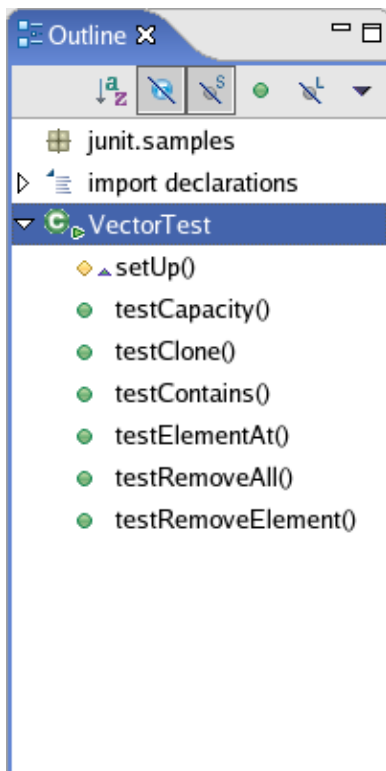 Outline
a
z
S
L
junit.samples
import declarations
C VectorTest
setUp()
testCapacity()
testClone()
testContains()
testElementAt()
testRemoveAll()
testRemoveElement()